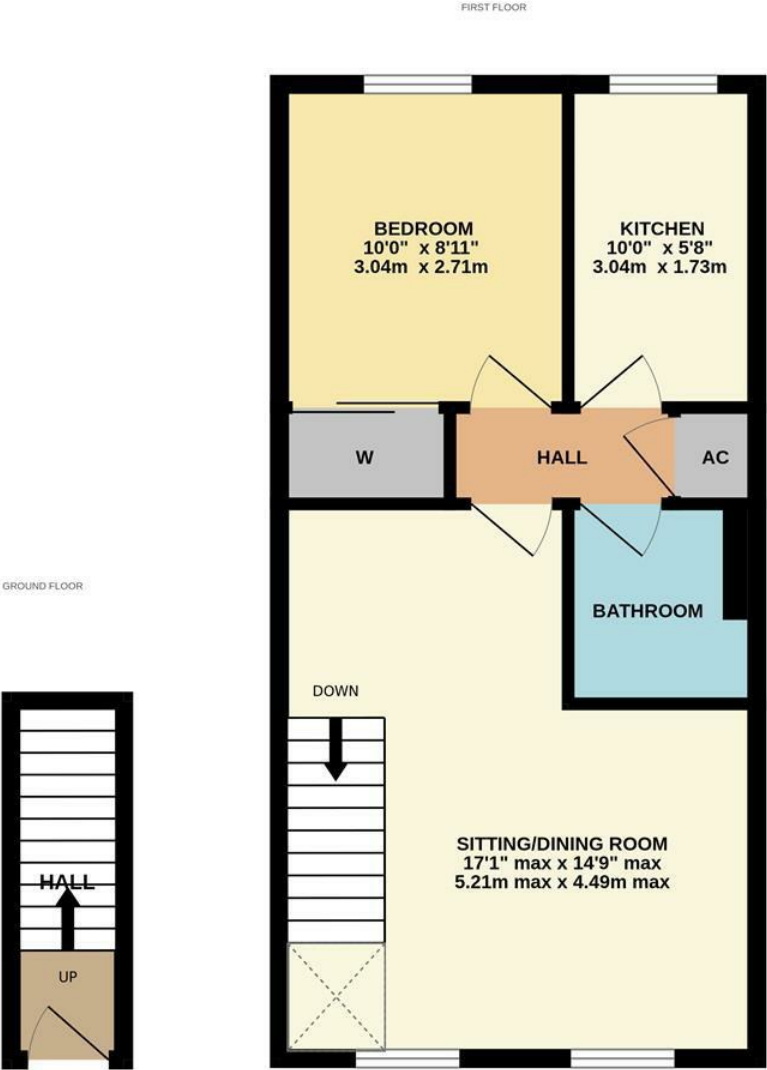 FIRST FLOOR
BEDROOM
10'0" x 8'11"
3.04m x 2.71m
KITCHEN
10'0" x 5'8"
3.04m x 1.73m
W
HALL
AC
BATHROOM
GROUND FLOOR
DOWN
HALL
UP
SITTING/DINING ROOM
17'1" max x 14'9" max
5.21m max x 4.49m max